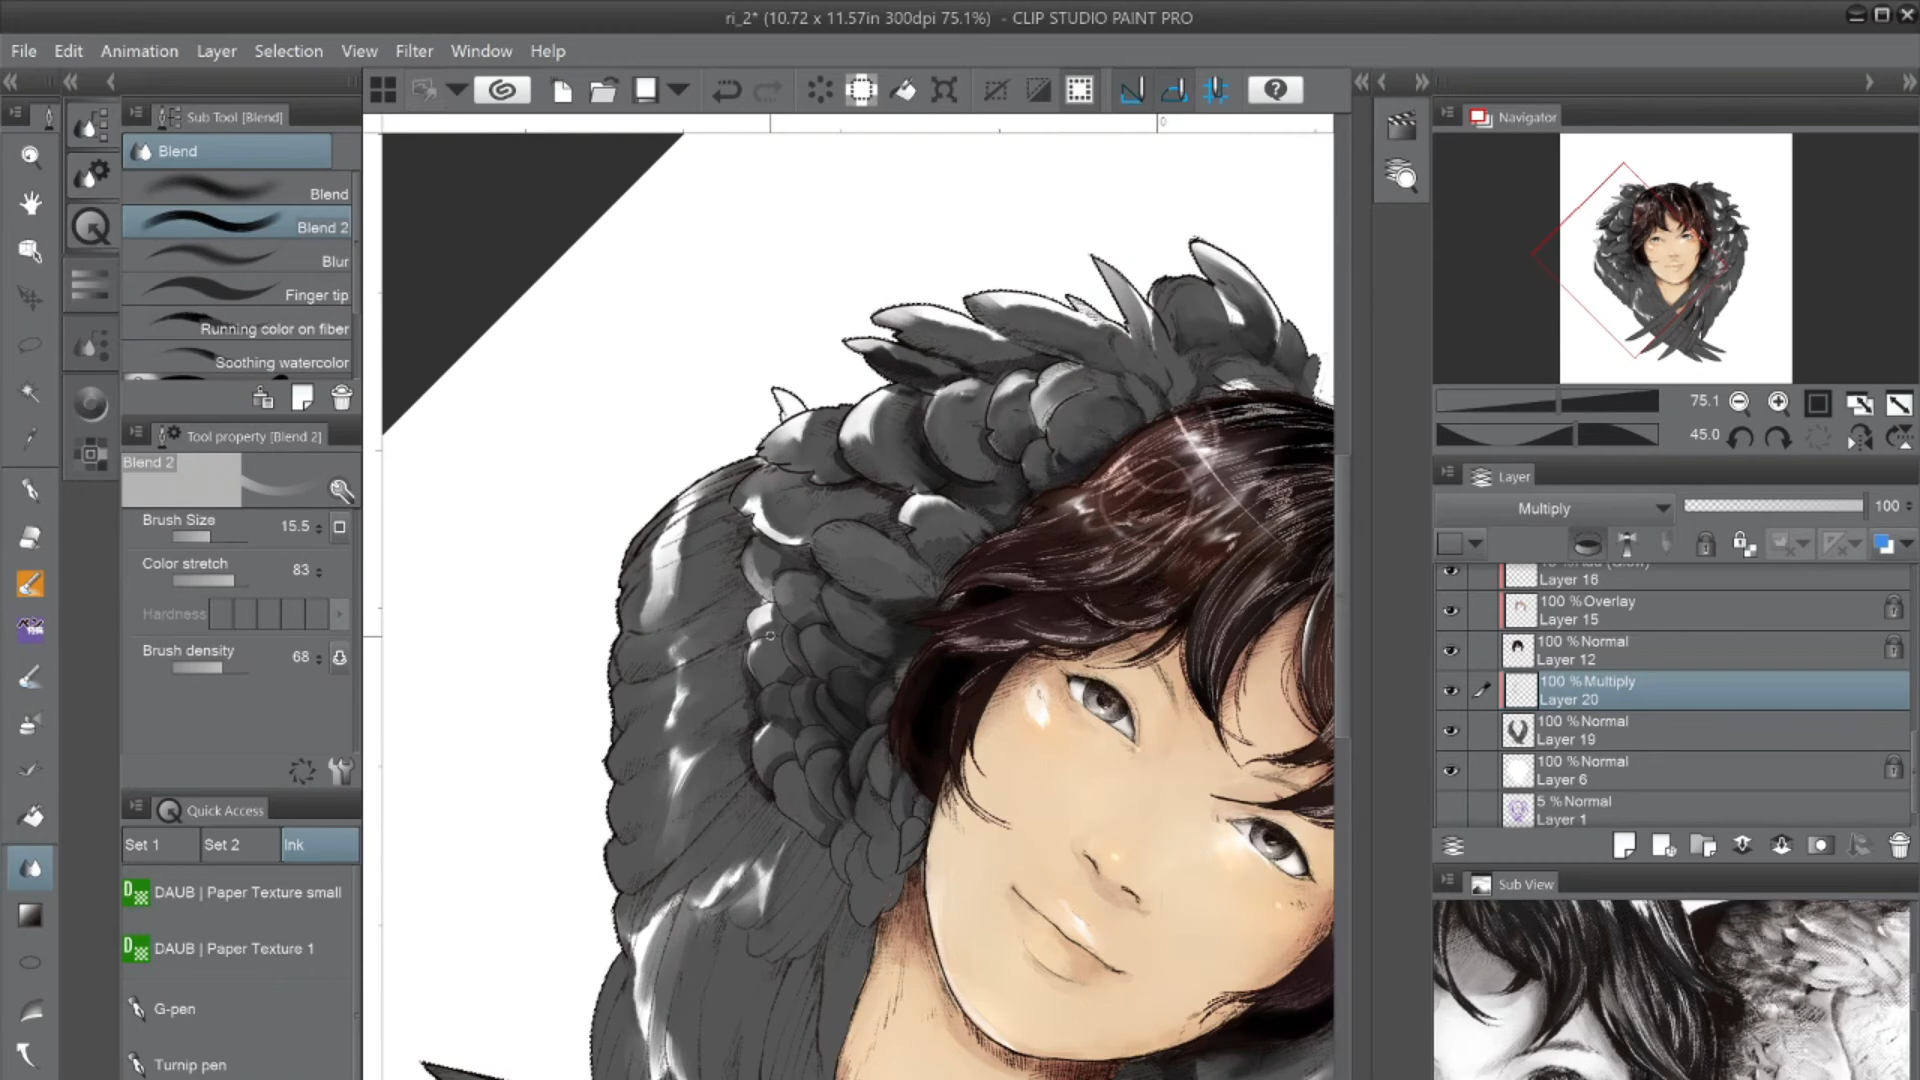 ri_2* (10.72 x 11.57in 300dpi 75.1%)  - CLIP STUDIO PAINT PRO
File Edit Animation Layer Selection View Filter Window Help
Sub Tool [Blend]
Blend
Blend
Blend 2
Blur
Finger tip
Running color on fiber
Soothing watercolor
Tool property [Blend 2]
Blend 2
Brush Size 15.5
Color stretch 83
Hardness
Brush density 68
Quick Access
Set 1 Set 2 Ink
DAUB | Paper Texture small
DAUB | Paper Texture 1
G-pen
Turnip pen
0
Navigator
75.1
45.0
Layer
Multiply 100
Layer 16
100 %Overlay
Layer 15
100 %Normal
Layer 12
100 %Multiply
Layer 20
100 %Normal
Layer 19
100 %Normal
Layer 6
5 %Normal
Layer 1
Sub View